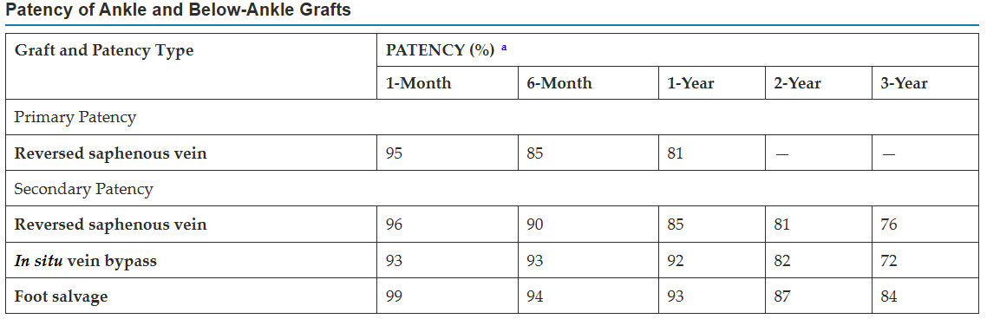 Patency of Ankle and Below-Ankle Grafts
Graft and Patency Type PATENCY (%) a
1-Month 6-Month 1-Year 2-Year 3-Year
Primary Patency
Reversed saphenous vein 95 85 81 — —
Secondary Patency
Reversed saphenous vein 96 90 85 81 76
In situ vein bypass 93 93 92 82 72
Foot salvage 99 94 93 87 84